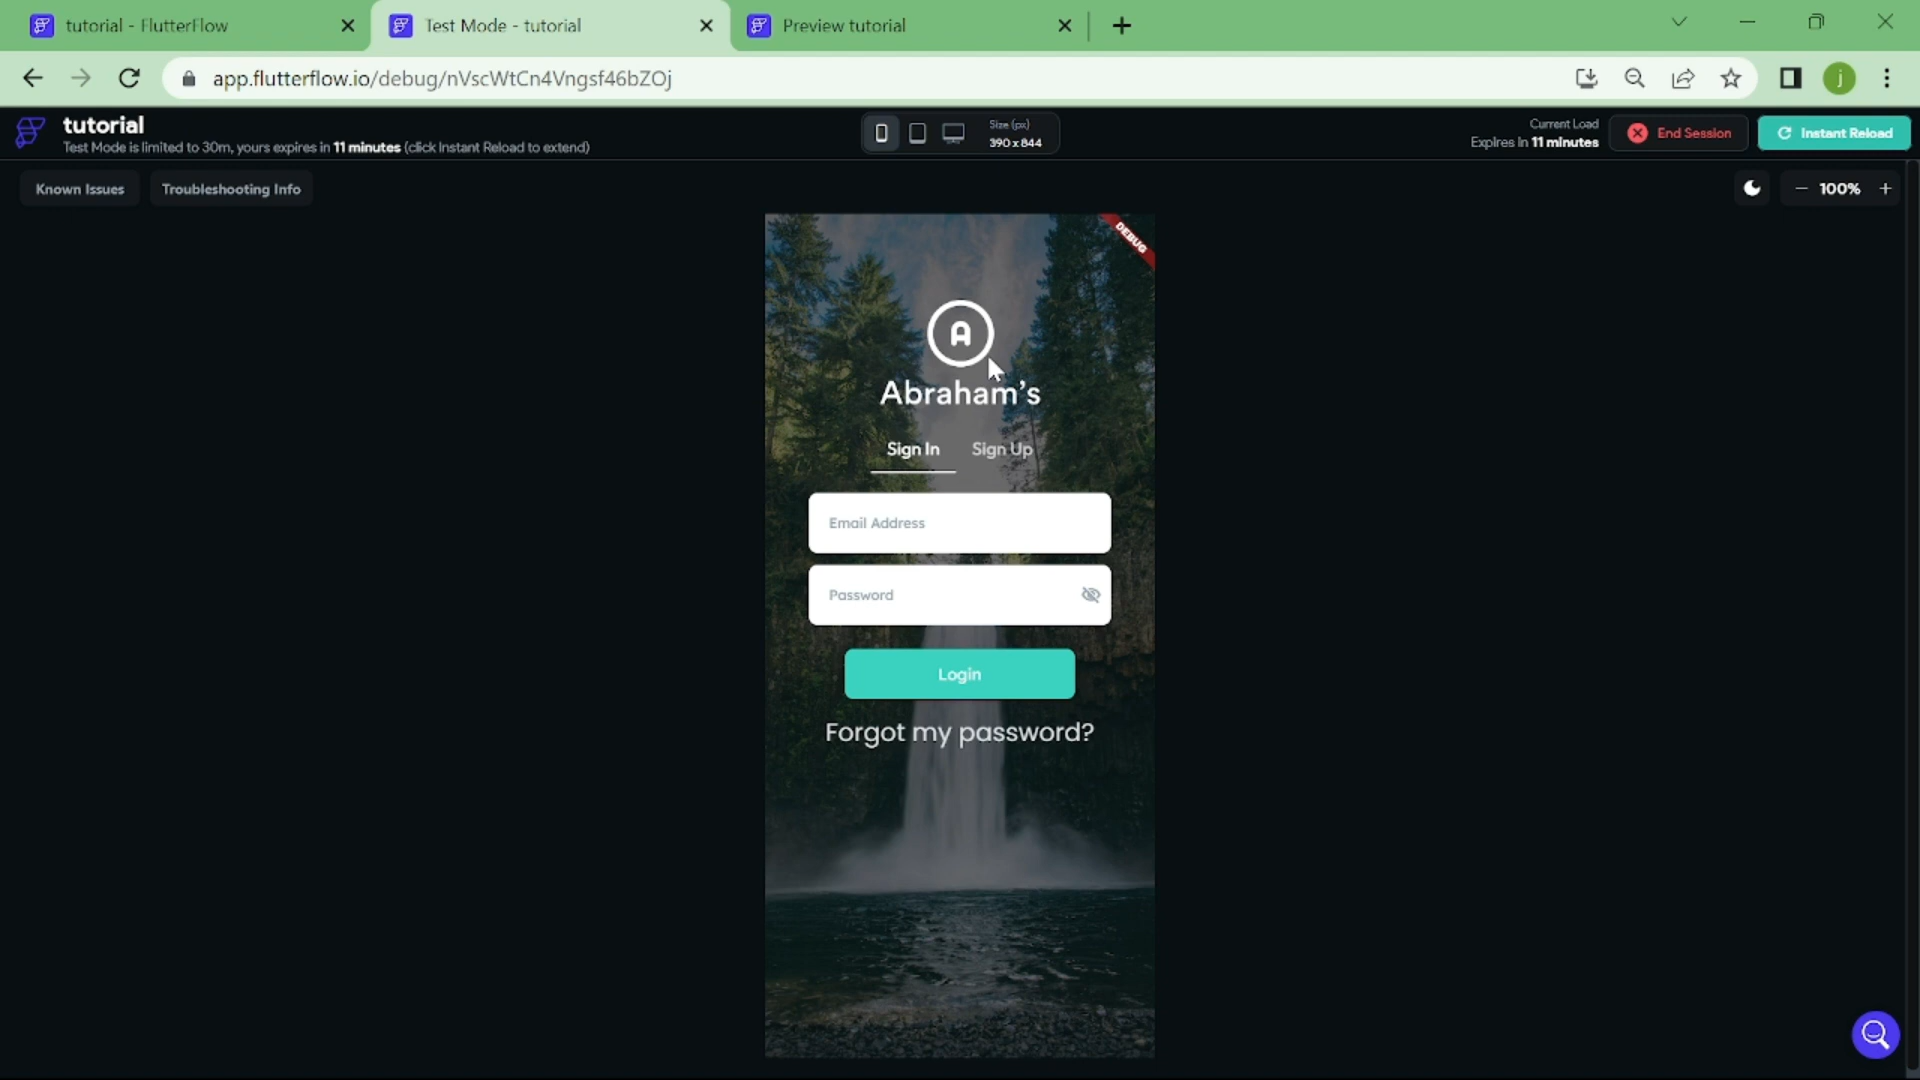 tutorial - FlutterFlow
Test Mode - tutorial
Preview tutorial
app.flutterflow.io/debug/nVscWtCn4Vngsf46bZOj
j
tutorial
Test Mode is limited to 30m, yours expires in 11 minutes (click Instant Reload to extend)
Size (px)
390 x 844
Current Load
Expires in 11 minutes
End Session
Instant Reload
Known Issues
Troubleshooting Info
100%
DEBUG
A
Abraham's
Sign In
Sign Up
Email Address
Password
Login
Forgot my password?